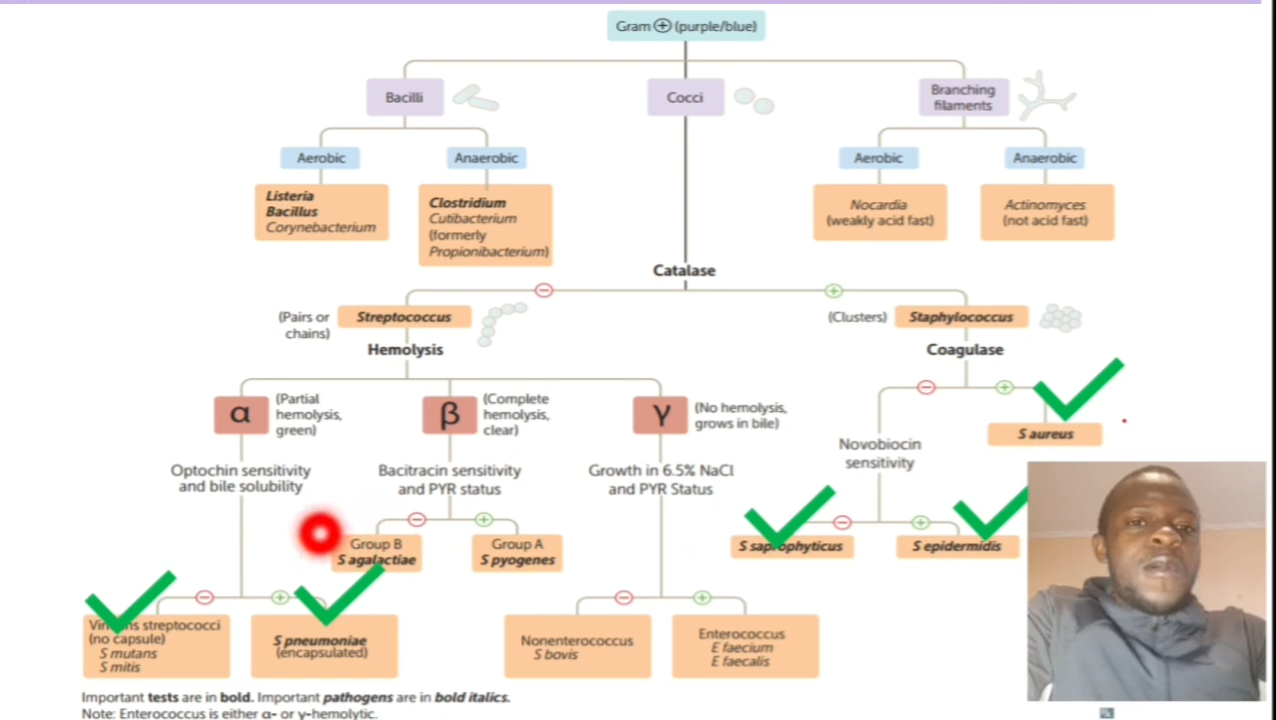 Gram ⊕ (purple/blue)
Bacilli
Cocci
Branching
filaments
Aerobic
Anaerobic
Aerobic
Anaerobic
Listeria
Bacillus
Corynebacterium
Clostridium
Cutibacterium
(formerly
Propionibacterium)
Nocardia
(weakly acid fast)
Actinomyces
(not acid fast)
Catalase
(Pairs or
chains)
Streptococcus
(Clusters)
Staphylococcus
Hemolysis
Coagulase
α
(Partial
hemolysis,
green)
β
(Complete
hemolysis,
clear)
γ
(No hemolysis,
grows in bile)
S aureus
Novobiocin
sensitivity
Optochin sensitivity
and bile solubility
Bacitracin sensitivity
and PYR status
Growth in 6.5% NaCl
and PYR Status
Group B
S agalactiae
Group A
S pyogenes
S saprophyticus
S epidermidis
streptococci
(no capsule)
S mutans
S mitis
S pneumoniae
(encapsulated)
Nonenterococcus
S bovis
Enterococcus
E faecium
E faecalis
Important tests are in bold. Important pathogens are in bold italics.
Note: Enterococcus is either α- or γ-hemolytic.